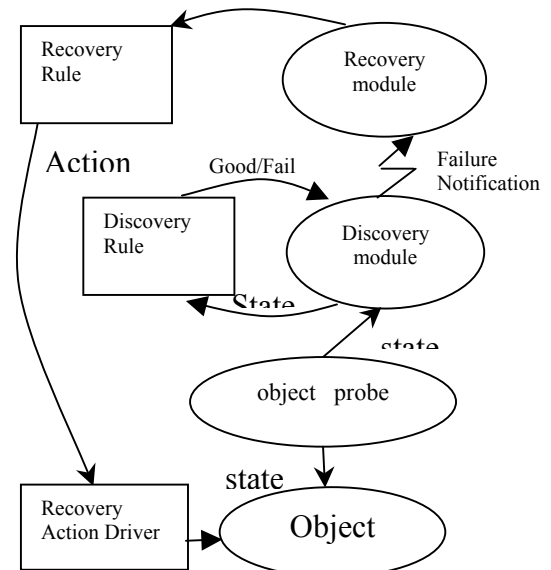 Recovery
Rule
Recovery
module
Action
Good/Fail
Failure
Notification
Discovery
Rule
Discovery
module
State
state
object probe
state
Recovery
Action Driver
Object